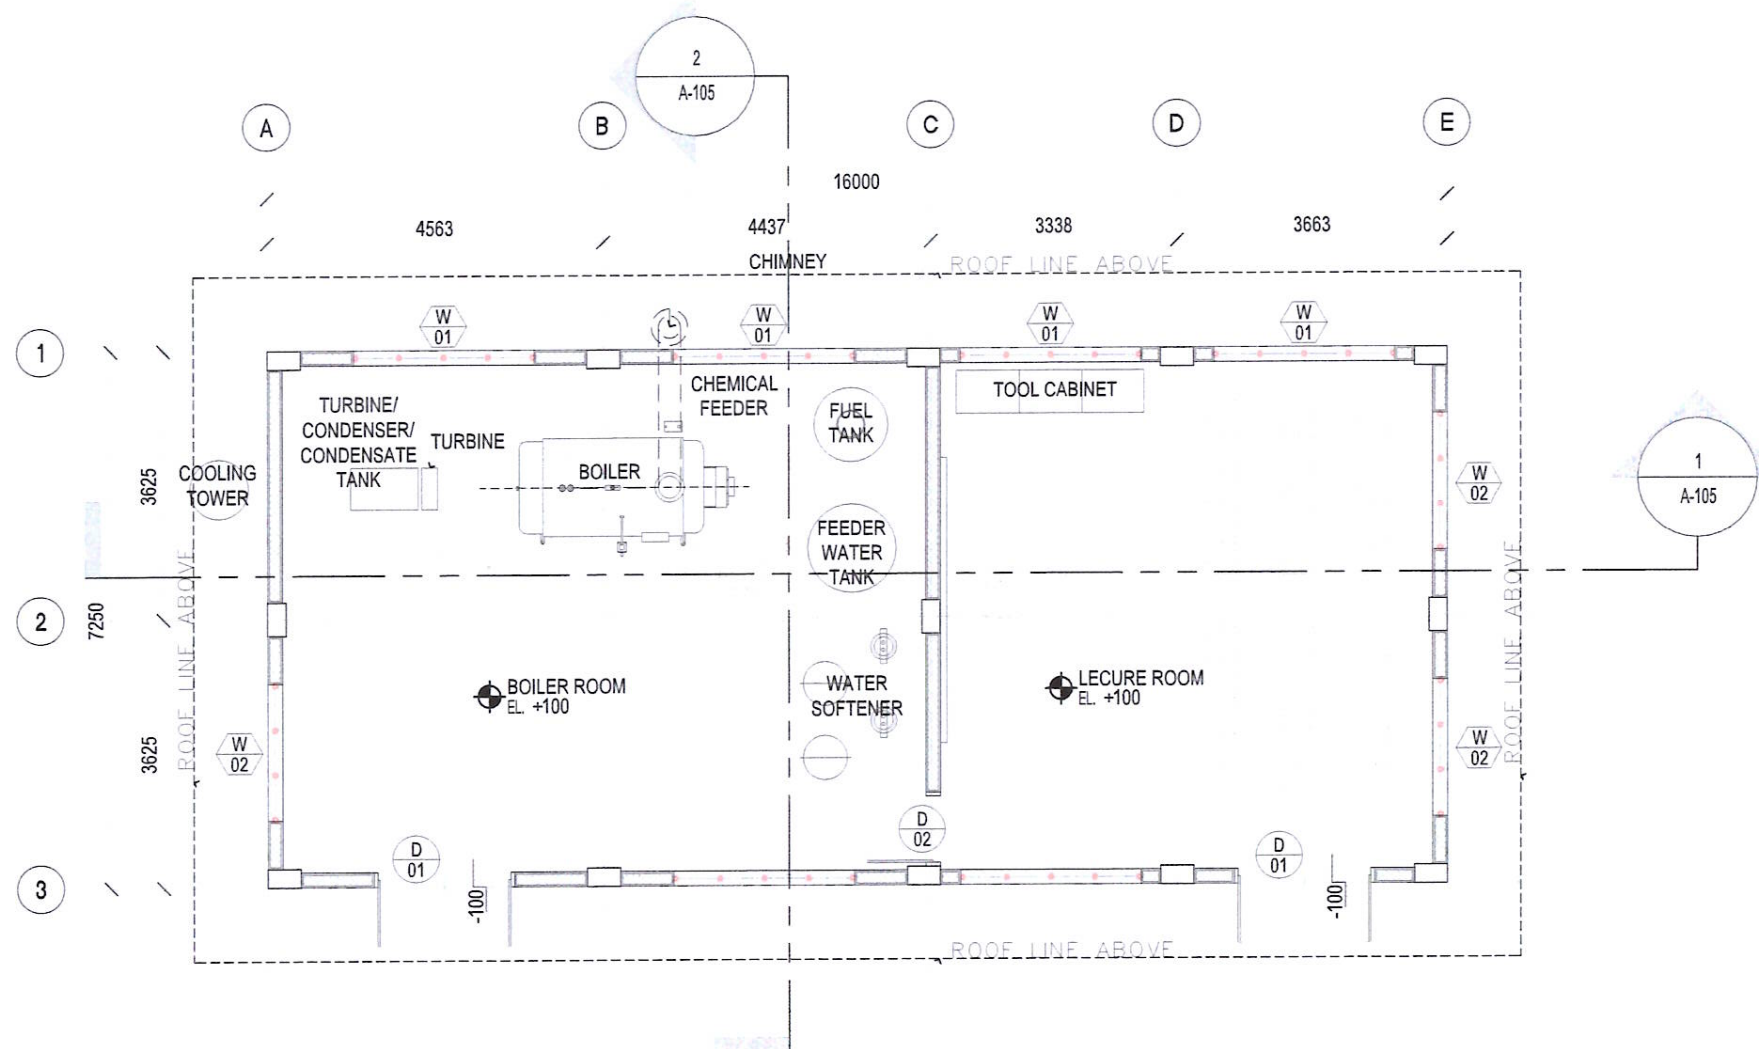 2
A-105
A
B
C
D
E
16000
4563
4437
3338
3663
CHIMNEY
ROOF LINE ABOVE
W
01
W
01
W
01
W
01
1
TURBINE/
CONDENSER/
CONDENSATE
TANK
TURBINE
CHEMICAL
FEEDER
FUEL
TANK
TOOL CABINET
COOLING
TOWER
BOILER
3625
W
02
1
A-105
FEEDER
WATER
TANK
2
7250
ROOF LINE ABOVE
ROOF LINE ABOVE
BOILER ROOM
EL. +100
WATER
SOFTENER
LECURE ROOM
EL. +100
3625
W
02
W
02
D
01
D
02
D
01
3
-100
-100
ROOF LINE ABOVE